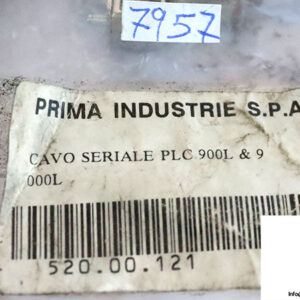 7957
PRIMA INDUSTRIE S.P.A
CAVO SERIALE PLC 900L & 9
000L
520.00.121